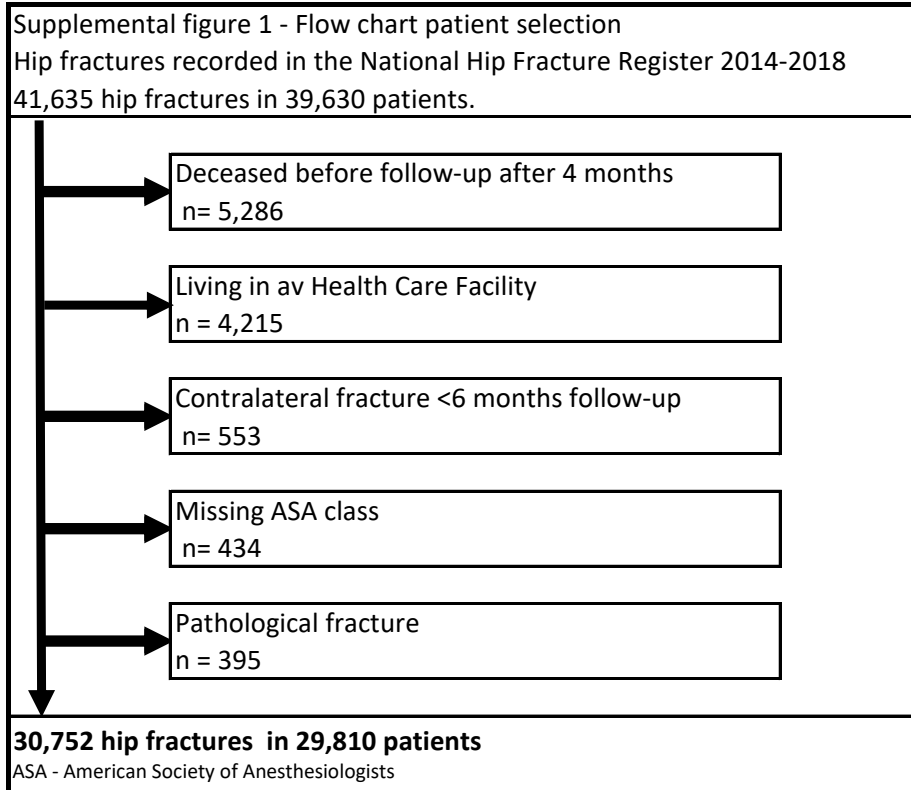 Supplemental figure 1 - Flow chart patient selection
Hip fractures recorded in the National Hip Fracture Register 2014-2018
41,635 hip fractures in 39,630 patients.
Deceased before follow-up after 4 months
n= 5,286
Living in av Health Care Facility
n = 4,215
Contralateral fracture <6 months follow-up
n= 553
Missing ASA class
n= 434
Pathological fracture
n = 395
30,752 hip fractures in 29,810 patients
ASA - American Society of Anesthesiologists